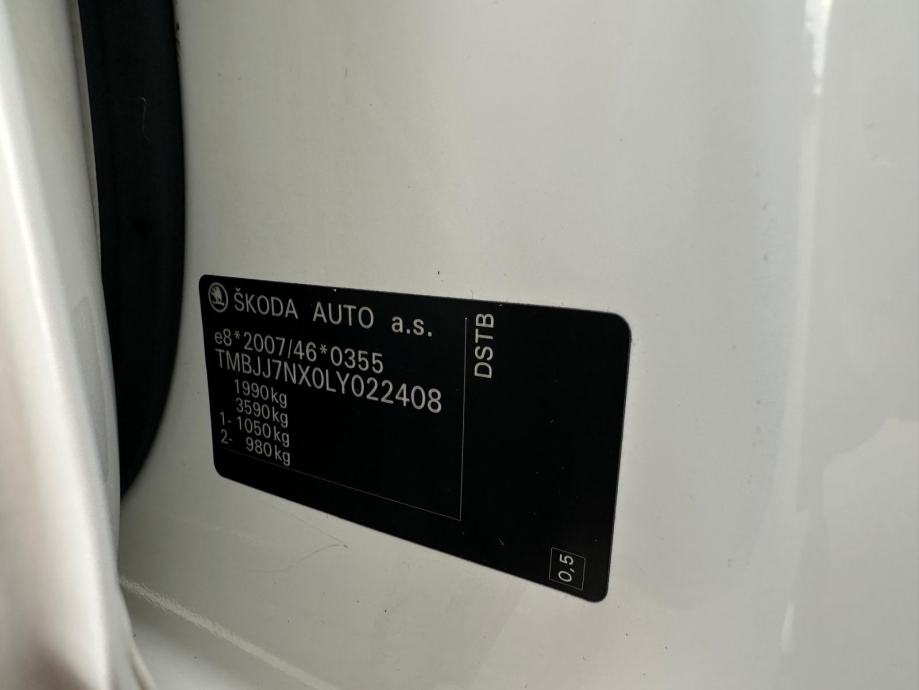 ŠKODA AUTO a.s.
e8*2007/46*0355
TMBJJ7NX0LY022408
1990kg
3590kg
1- 1050kg
2- 980kg
DSTB
0,5